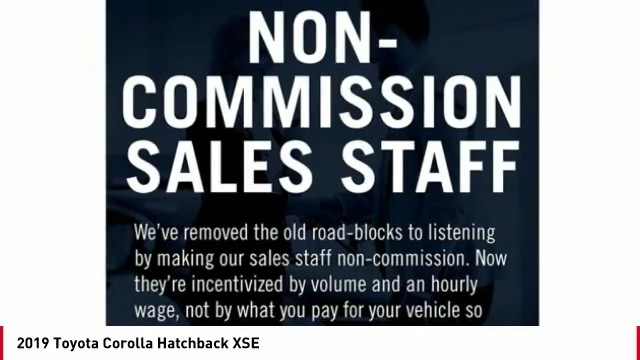 NON-
COMMISSION
SALES STAFF
We've removed the old road-blocks to listening
by making our sales staff non-commission. Now
they're incentivized by volume and an hourly
wage, not by what you pay for your vehicle so
2019 Toyota Corolla Hatchback XSE